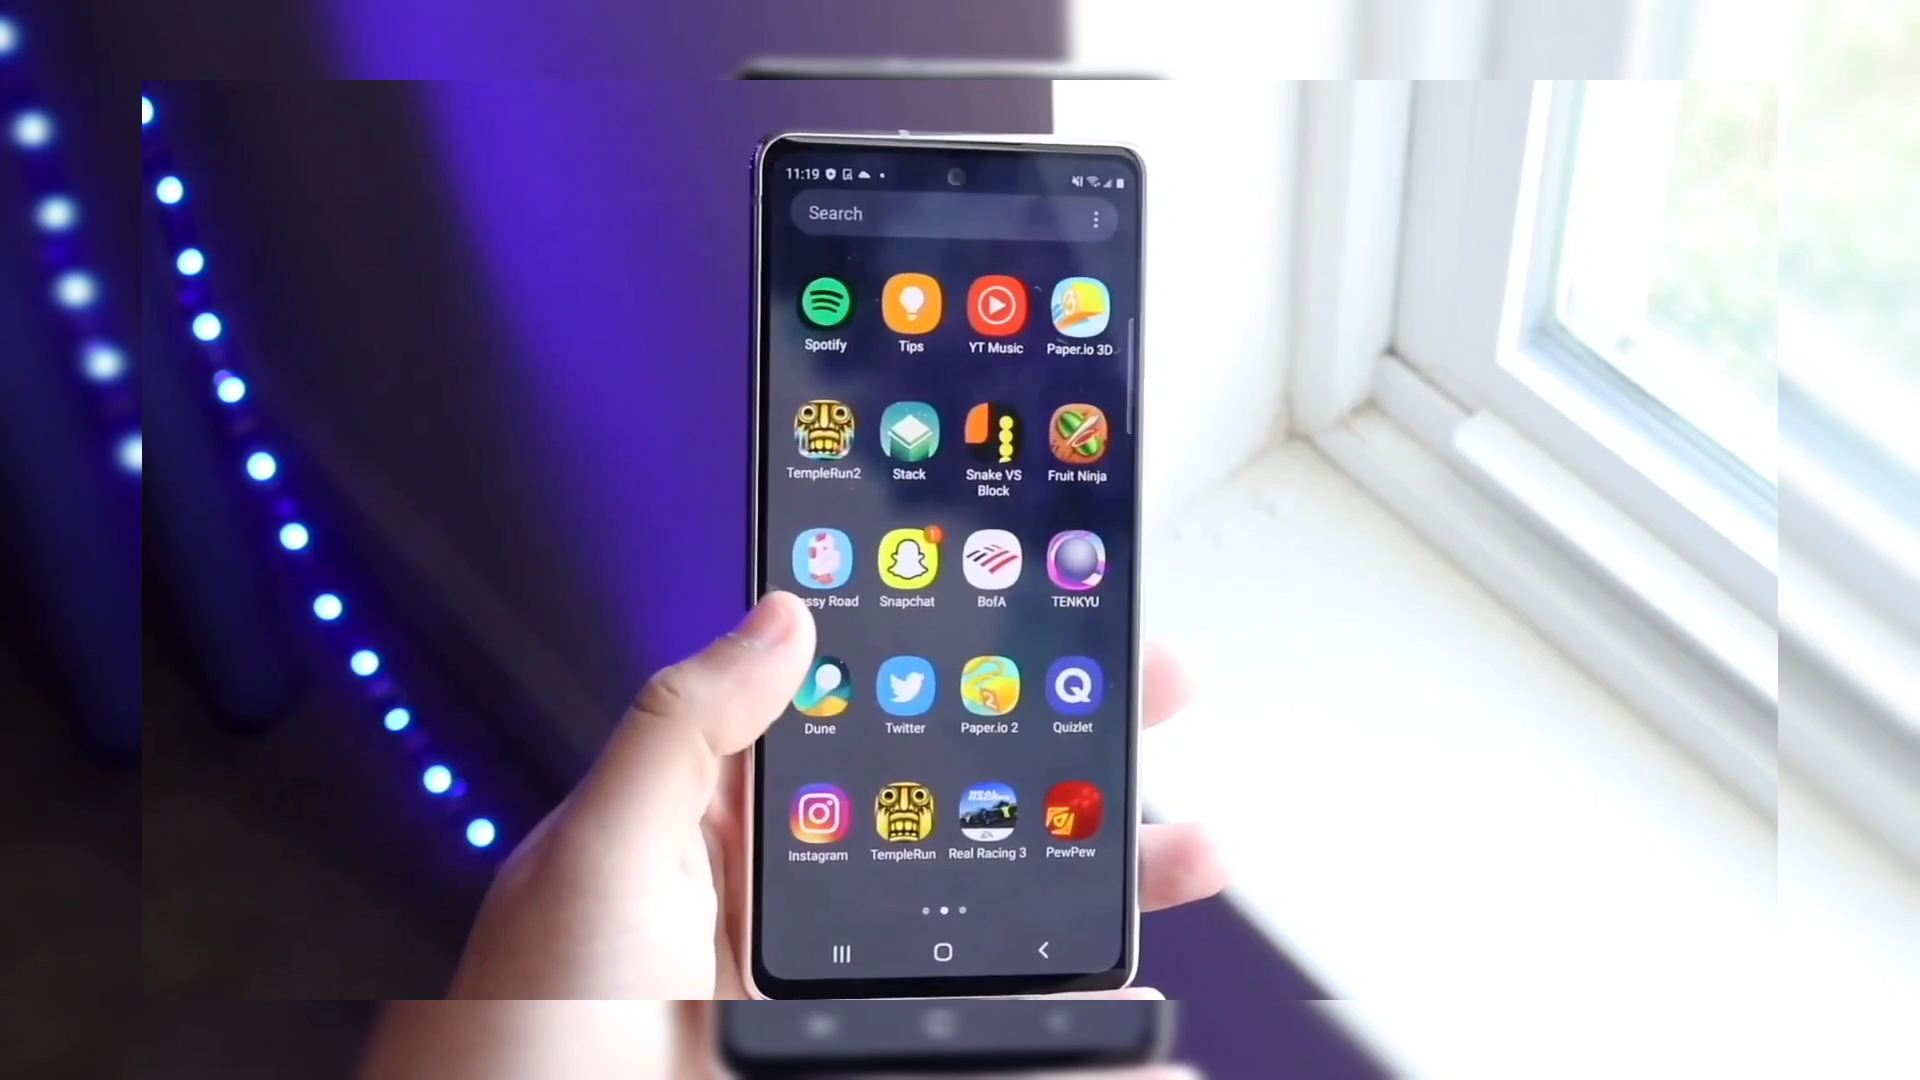 11:19
Search
Spotify Tips YT Music Paper.io 3D
TempleRun2 Stack Snake VS Block Fruit Ninja
ssy Road Snapchat BofA TENKYU
Dune Twitter Paper.io 2 Quizlet
Instagram TempleRun Real Racing 3 PewPew